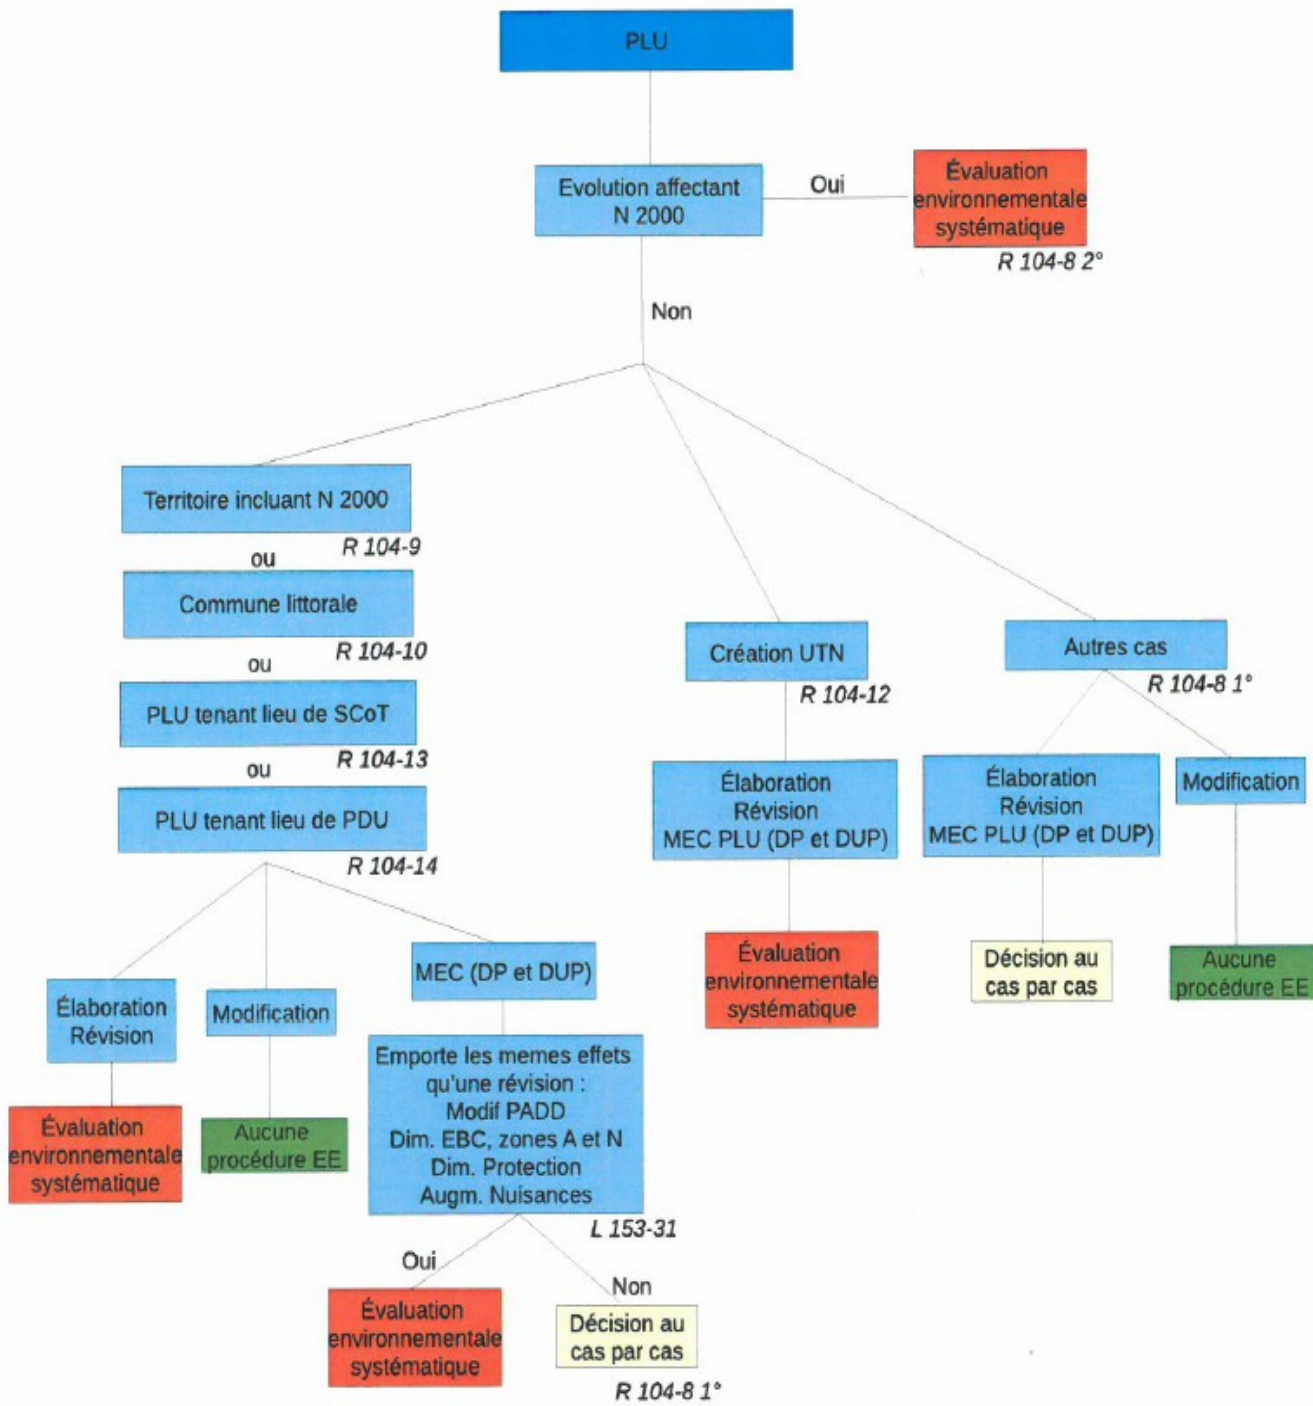 PLU
Evolution affectant
N 2000
Oui
Évaluation
environnementale
systématique
R 104-8 2°
Non
Territoire incluant N 2000
R 104-9
ou
Commune littorale
R 104-10
ou
PLU tenant lieu de SCoT
R 104-13
ou
PLU tenant lieu de PDU
R 104-14
Élaboration
Révision
Évaluation
environnementale
systématique
Modification
Aucune
procédure EE
MEC (DP et DUP)
Emporte les memes effets
qu'une révision :
Modif PADD
Dim. EBC, zones A et N
Dim. Protection
Augm. Nuisances
L 153-31
Oui
Évaluation
environnementale
systématique
Non
Décision au
cas par cas
R 104-8 1°
Création UTN
R 104-12
Élaboration
Révision
MEC PLU (DP et DUP)
Évaluation
environnementale
systématique
Autres cas
R 104-8 1°
Élaboration
Révision
MEC PLU (DP et DUP)
Décision au
cas par cas
Modification
Aucune
procédure EE